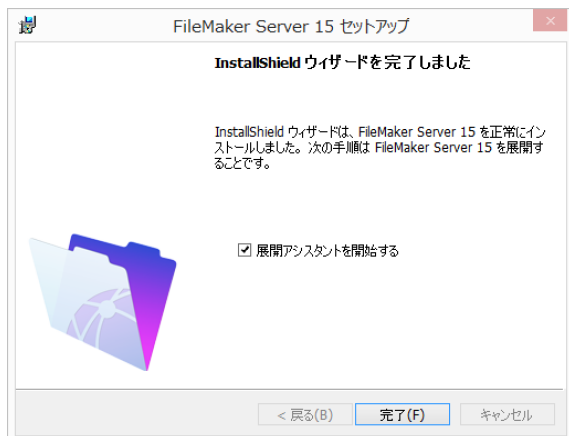 FileMaker Server 15 セットアップ
InstallShield ウィザードを完了しました
InstallShield ウィザードは、FileMaker Server 15 を正常にイン
ストールしました。次の手順は FileMaker Server 15 を展開す
ることです。
展開アシスタントを開始する
< 戻る(B)
完了(F)
キャンセル